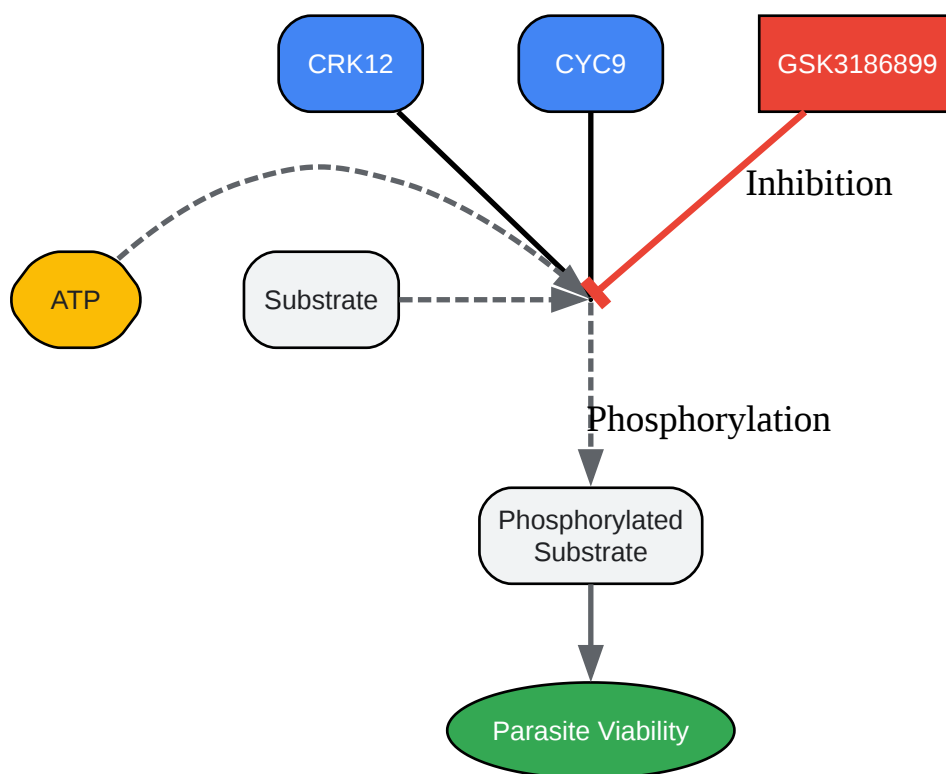 CRK12
CYC9
GSK3186899
Inhibition
ATP
Substrate
Phosphorylation
Phosphorylated
Substrate
Parasite Viability